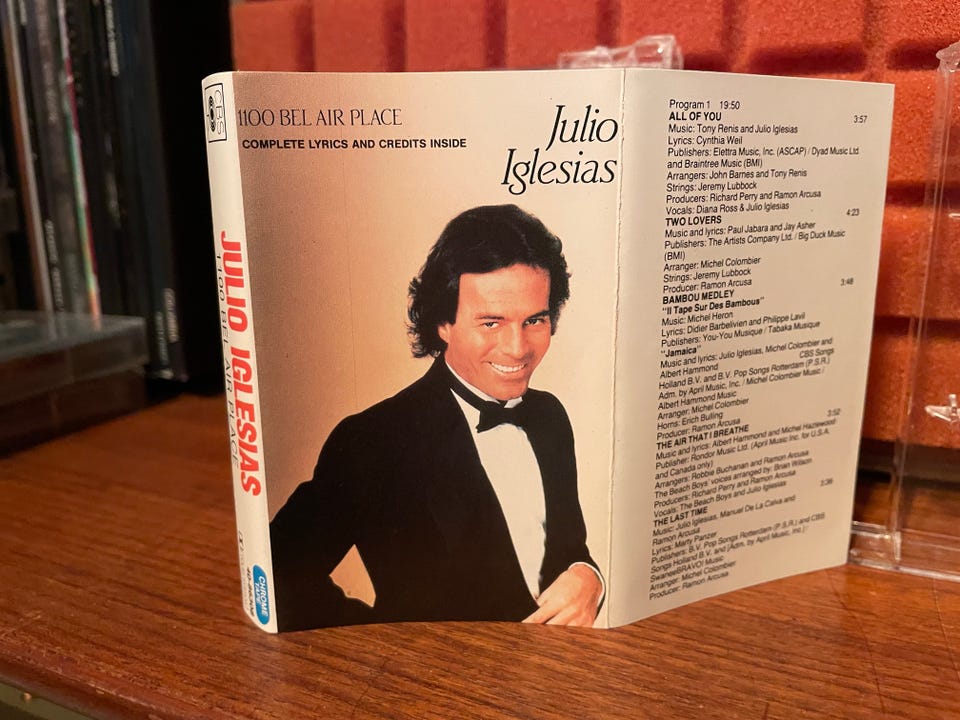 CBS
JULIO IGLESIAS
1100 BEL AIR PLACE
CHROME
TAPE
1100 BEL AIR PLACE
COMPLETE LYRICS AND CREDITS INSIDE
Julio
Iglesias
Program 1 19:50
ALL OF YOU 3:57
Music: Tony Renis and Julio Iglesias
Lyrics: Cynthia Weil
Publishers: Elettra Music, Inc. (ASCAP) / Dyad Music Ltd.
and Braintree Music (BMI)
Arrangers: John Barnes and Tony Renis
Strings: Jeremy Lubbock
Producers: Richard Perry and Ramon Arcusa
Vocals: Diana Ross & Julio Iglesias
TWO LOVERS 4:23
Music and lyrics: Paul Jabara and Jay Asher
Publishers: The Artists Company Ltd. / Big Duck Music
(BMI)
Arranger: Michel Colombier
Strings: Jeremy Lubbock
Producer: Ramon Arcusa
BAMBOU MEDLEY 3:48
"Il Tape Sur Des Bambous"
Music: Michel Heron
Lyrics: Didier Barbelivien and Philippe Lavil
Publishers: You-You Musique / Tabaka Musique
"Jamaica"
Music and lyrics: Julio Iglesias, Michel Colombier and
Albert Hammond CBS Songs
Holland B.V. and B.V. Pop Songs Rotterdam (P.S.R.)
Adm. by April Music, Inc. / Michel Colombier Music /
Albert Hammond Music
Arranger: Michel Colombier
Horns: Erich Bulling
Producer: Ramon Arcusa
THE AIR THAT I BREATHE 3:52
Music and lyrics: Albert Hammond and Michel Hazlewood
Publisher: Rondor Music Ltd. (April Music Inc. for U.S.A.
and Canada only)
Arrangers: Robbie Buchanan and Ramon Arcusa
The Beach Boys' voices arranged by: Brian Wilson
Producers: Richard Perry and Ramon Arcusa
Vocals: The Beach Boys and Julio Iglesias
THE LAST TIME 3:36
Music: Julio Iglesias, Manuel De La Calva and
Ramon Arcusa
Lyrics: Marty Panzer
Publishers: B.V. Pop Songs Rotterdam (P.S.R.) and CBS
Songs Holland B.V. and [Adm. by April Music, Inc.] /
SwaneeBRAVO! Music
Arranger: Michel Colombier
Producer: Ramon Arcusa